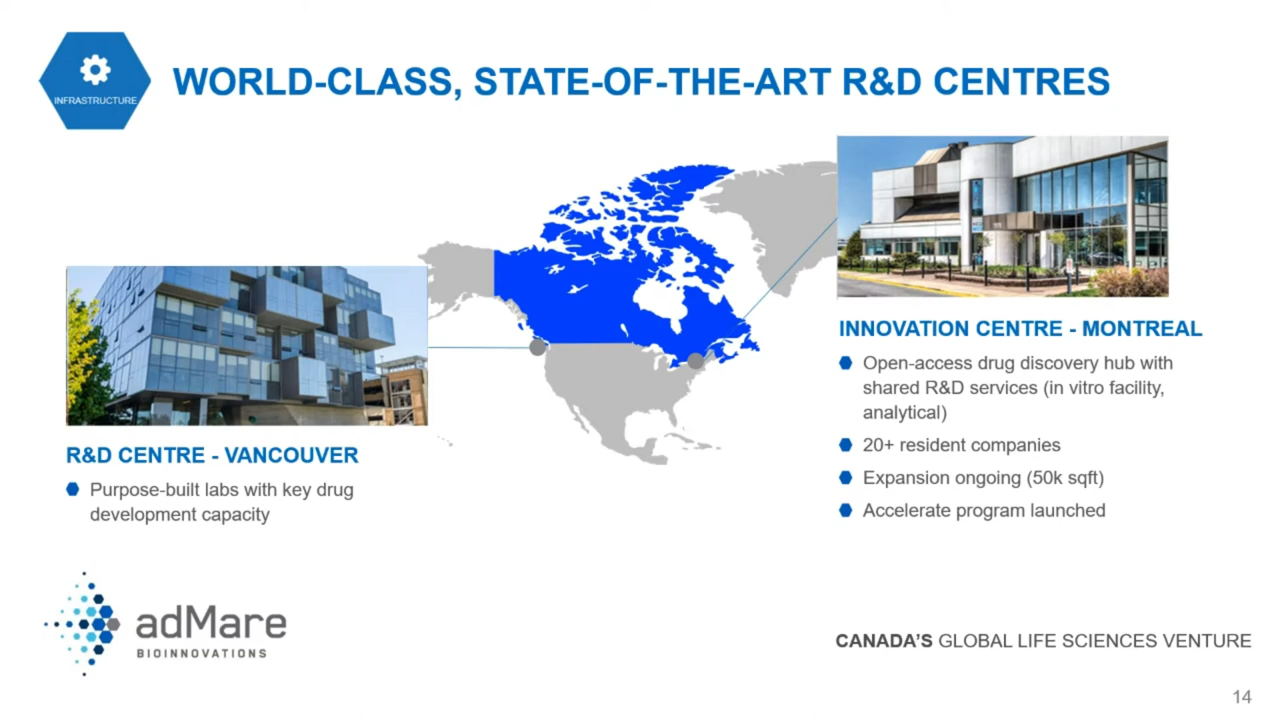 INFRASTRUCTURE
WORLD-CLASS, STATE-OF-THE-ART R&D CENTRES
R&D CENTRE - VANCOUVER
Purpose-built labs with key drug
development capacity
INNOVATION CENTRE - MONTREAL
Open-access drug discovery hub with
shared R&D services (in vitro facility,
analytical)
20+ resident companies
Expansion ongoing (50k sqft)
Accelerate program launched
adMare
BIOINNOVATIONS
CANADA'S GLOBAL LIFE SCIENCES VENTURE
14